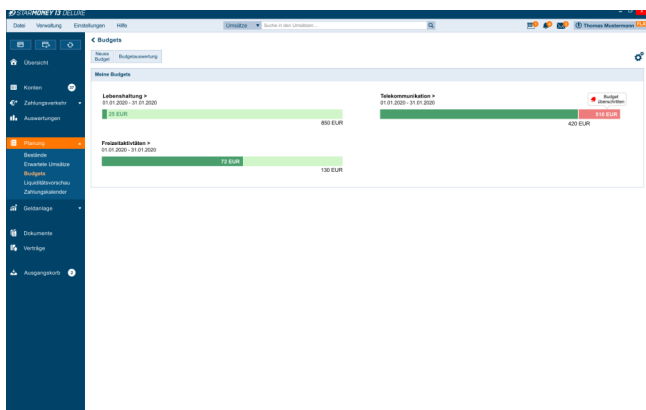 STARMONEY 13 DELUXE
Datei Verwaltung Einstellungen Hilfe
Umsätze Suche in den Umsätzen...
Thomas Mustermann
Budgets
Neues Budget Budgetauswertung
Meine Budgets
Lebenshaltung >
01.01.2020 - 31.01.2020
28 EUR
850 EUR
Telekommunikation >
01.01.2020 - 31.01.2020
Budget überschritten
510 EUR
420 EUR
Freizeitaktivitäten >
01.01.2020 - 31.01.2020
72 EUR
130 EUR
Übersicht
Konten
Zahlungsverkehr
Auswertungen
Planung
Bestände
Erwartete Umsätze
Budgets
Liquiditätsvorschau
Zahlungskalender
Geldanlage
Dokumente
Verträge
Ausgangskorb 2